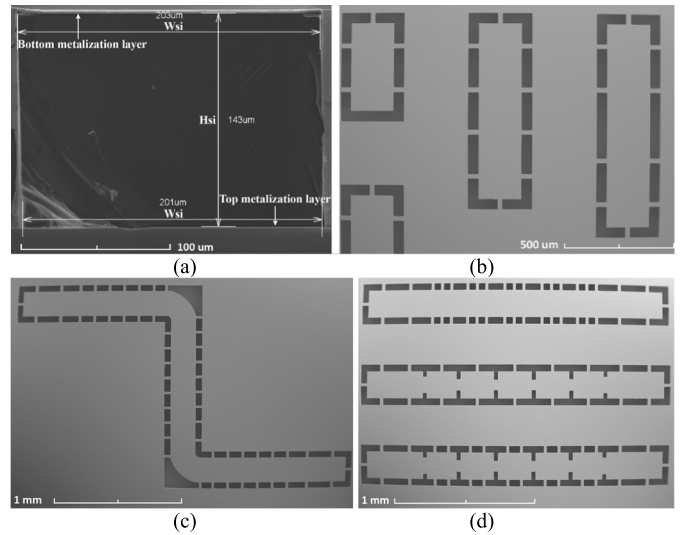 203um
Wsi
Bottom metalization layer
Hsi
143um
201um
Top metalization layer
Wsi
100 um
500 um
(a)
(b)
1 mm
1 mm
(c)
(d)